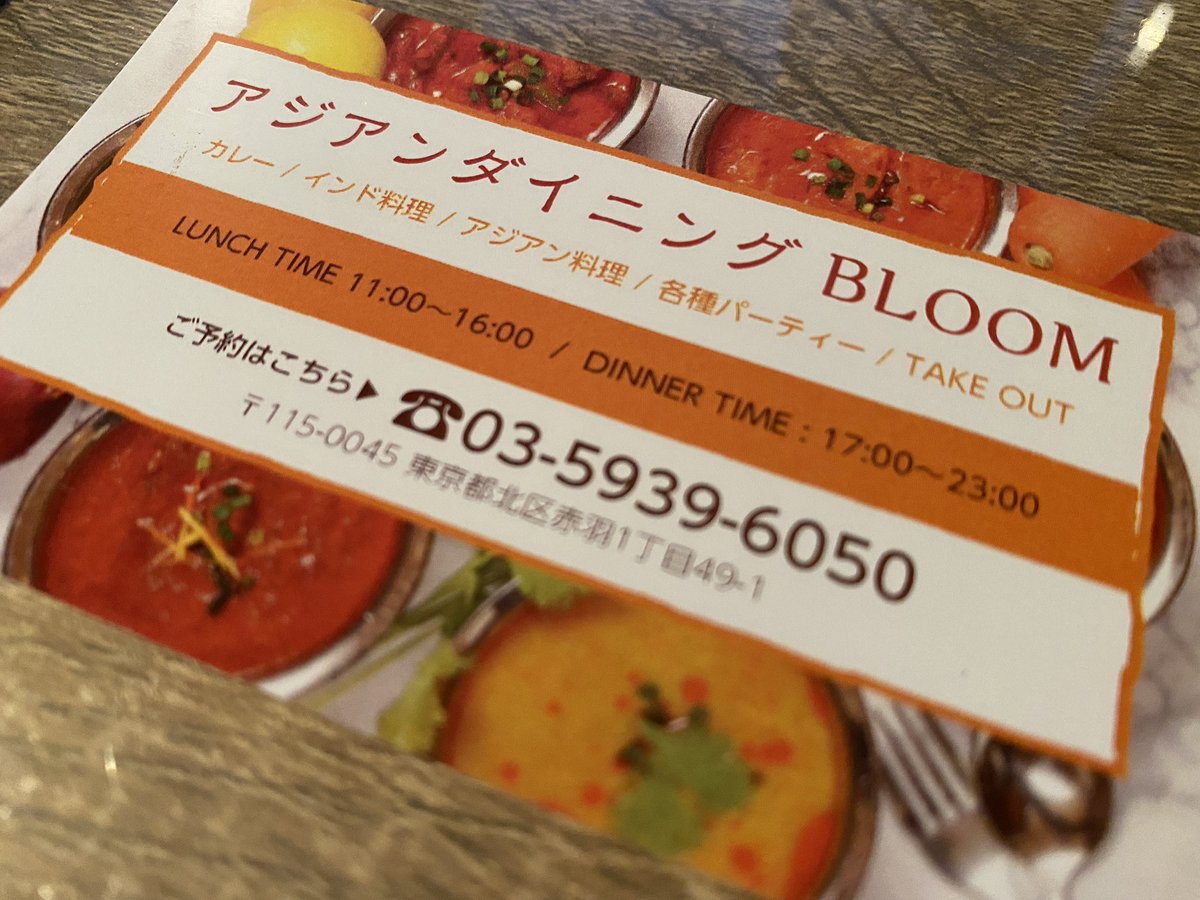 アジアンダイニング BLOOM
カレー / インド料理 / アジアン料理 / 各種パーティー / TAKE OUT
LUNCH TIME 11:00～16:00 / DINNER TIME : 17:00～23:00
ご予約はこちら▶ ☎03-5939-6050
〒115-0045 東京都北区赤羽1丁目49-1